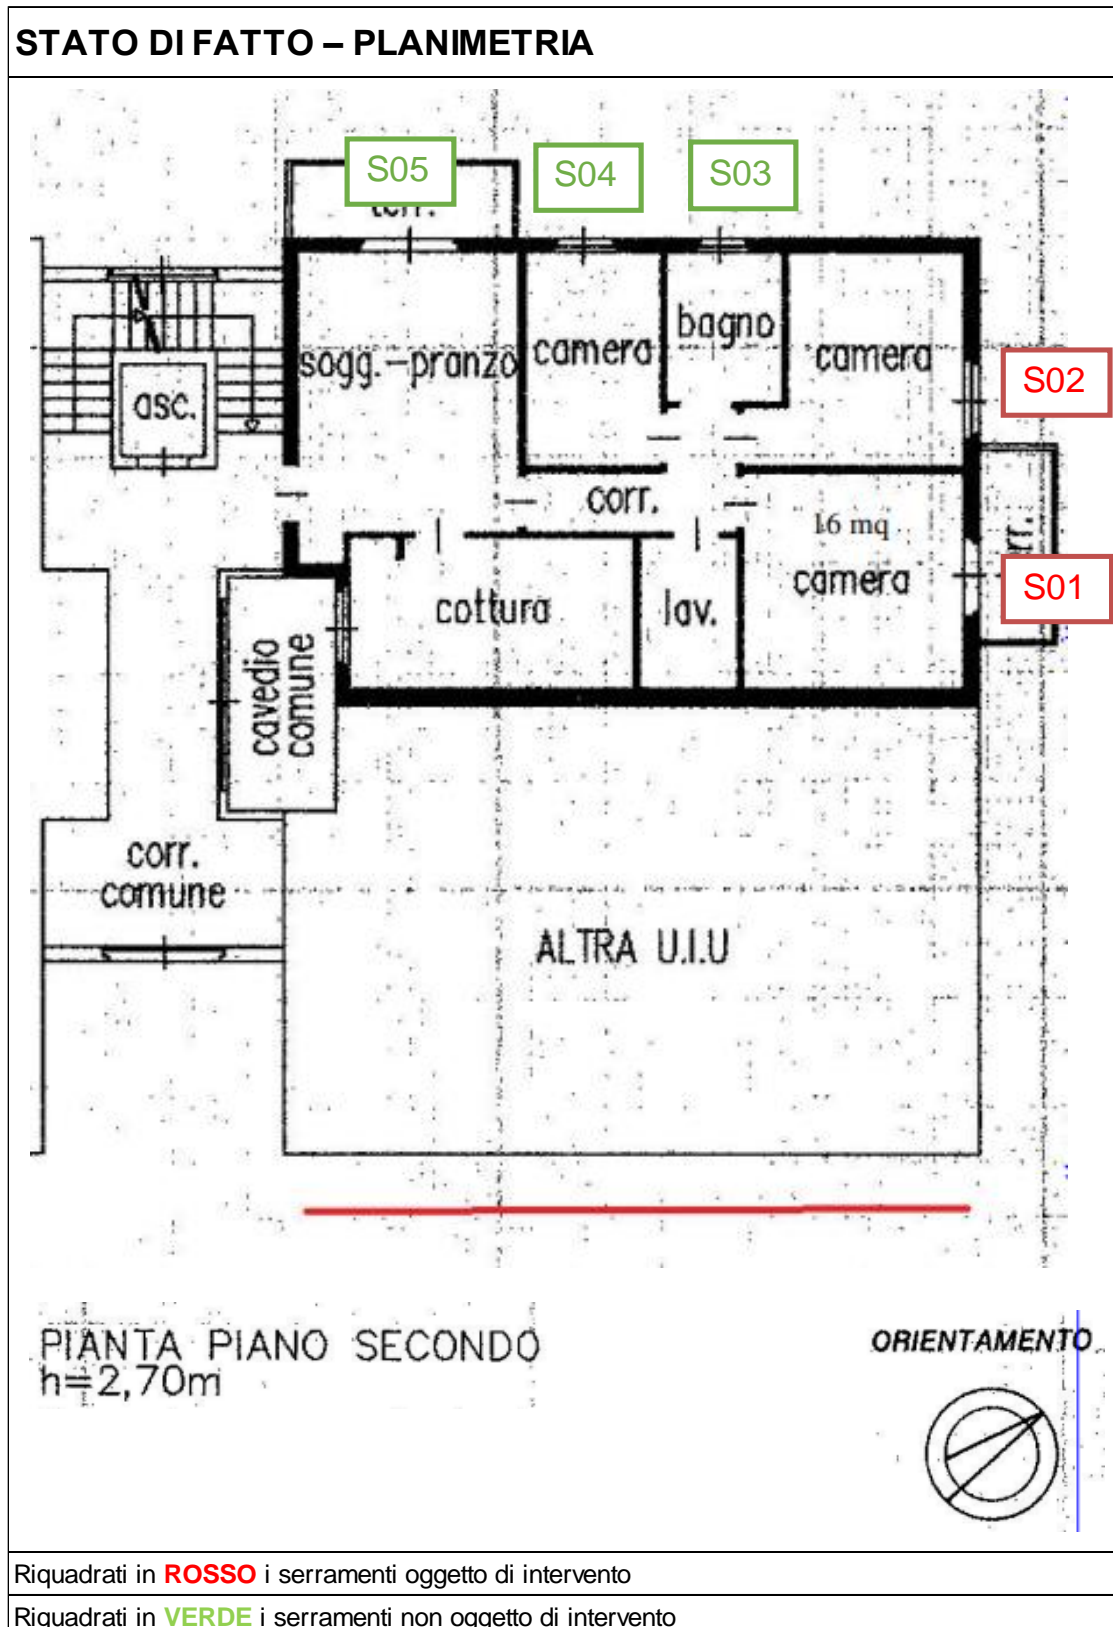 STATO DI FATTO – PLANIMETRIA
S05
S04
S03
terr.
bagno
sogg.-pranzo
camera
camera
S02
asc.
corr.
16 mq
camera
S01
cottura
lav.
cavedio
comune
corr.
comune
ALTRA U.I.U
PIANTA PIANO SECONDO
h=2,70m
ORIENTAMENTO
Riquadrati in ROSSO i serramenti oggetto di intervento
Riquadrati in VERDE i serramenti non oggetto di intervento